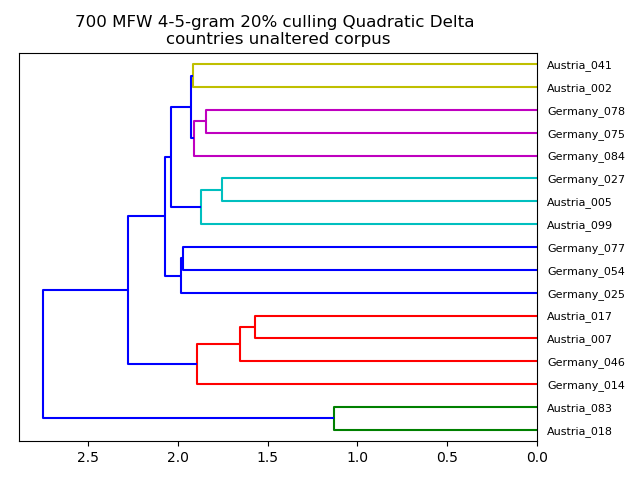 700 MFW 4-5-gram 20% culling Quadratic Delta
countries unaltered corpus
Austria_041
Austria_002
Germany_078
Germany_075
Germany_084
Germany_027
Austria_005
Austria_099
Germany_077
Germany_054
Germany_025
Austria_017
Austria_007
Germany_046
Germany_014
Austria_083
Austria_018
2.5 2.0 1.5 1.0 0.5 0.0